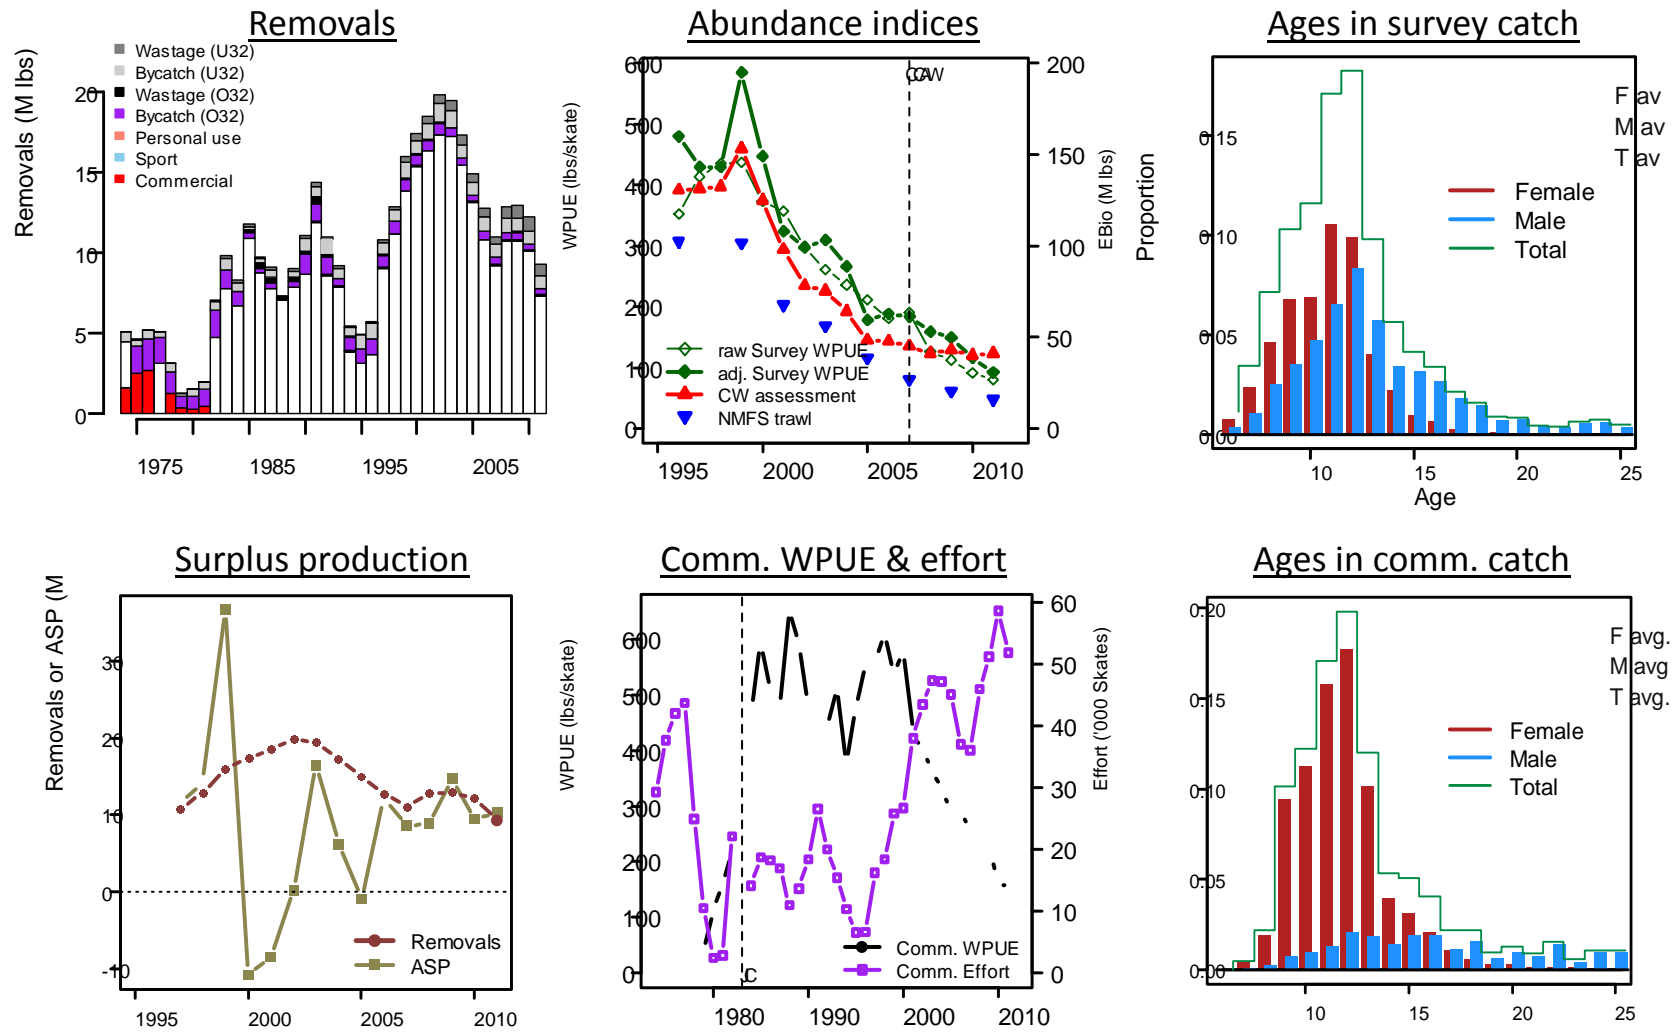 Removals
Wastage (U32)
Bycatch (U32)
Wastage (O32)
Bycatch (O32)
Personal use
Sport
Commercial
Removals (M lbs)
20
15
10
5
0
1975
1985
1995
2005
Abundance indices
WPUE (lbs/skate)
600
500
400
300
200
100
0
raw Survey WPUE
adj. Survey WPUE
CW assessment
NMFS trawl
200
150
100
50
0
EBio (M lbs)
1995
2000
2005
2010
Ages in survey catch
Proportion
0.15
0.10
0.05
0.00
F av
M av
T av
Female
Male
Total
10
15
20
25
Age
Surplus production
Removals or ASP (M
30
20
10
0
-10
Removals
ASP
1995
2000
2005
2010
Comm. WPUE & effort
WPUE (lbs/skate)
600
500
400
300
200
100
0
Comm. WPUE
Comm. Effort
60
50
40
30
20
10
0
Effort ('000 Skates)
1980
1990
2000
2010
Ages in comm. catch
0.20
0.15
0.10
0.05
0.00
F avg.
M avg
T avg.
Female
Male
Total
10
15
20
25